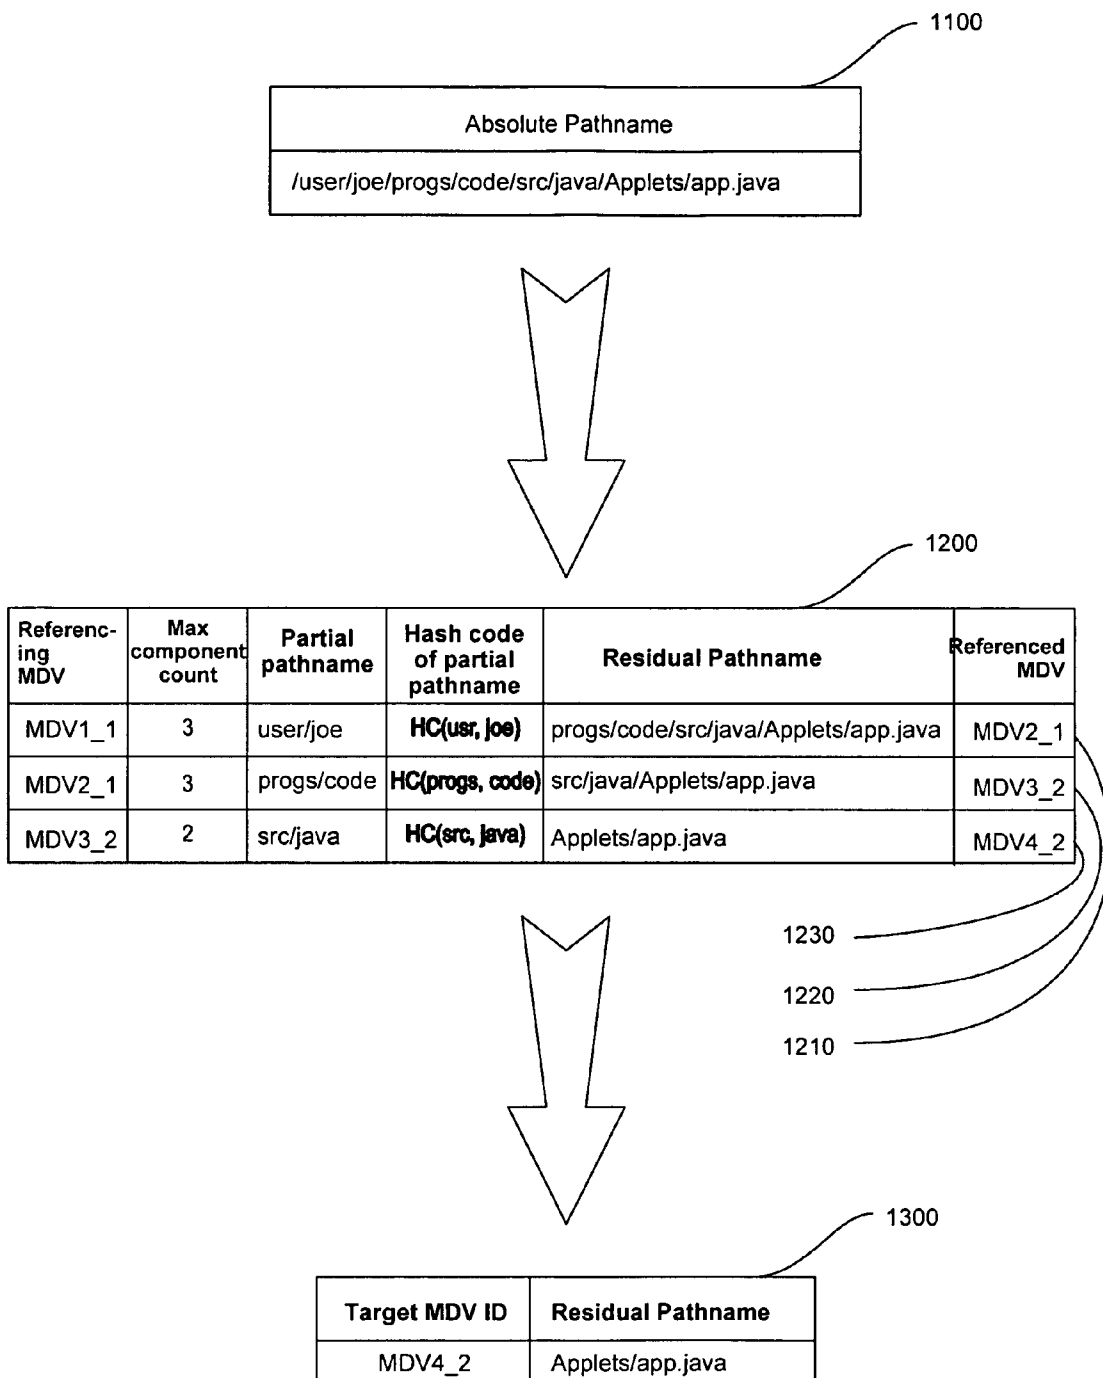 1100
Absolute Pathname
/user/joe/progs/code/src/java/Applets/app.java
1200
Referenc-
ing
MDV
Max
component
count
Partial
pathname
Hash code
of partial
pathname
Residual Pathname
Referenced
MDV
MDV1_1 3 user/joe HC(usr, joe) progs/code/src/java/Applets/app.java MDV2_1
MDV2_1 3 progs/code HC(progs, code) src/java/Applets/app.java MDV3_2
MDV3_2 2 src/java HC(src, java) Applets/app.java MDV4_2
1230
1220
1210
1300
Target MDV ID Residual Pathname
MDV4_2 Applets/app.java